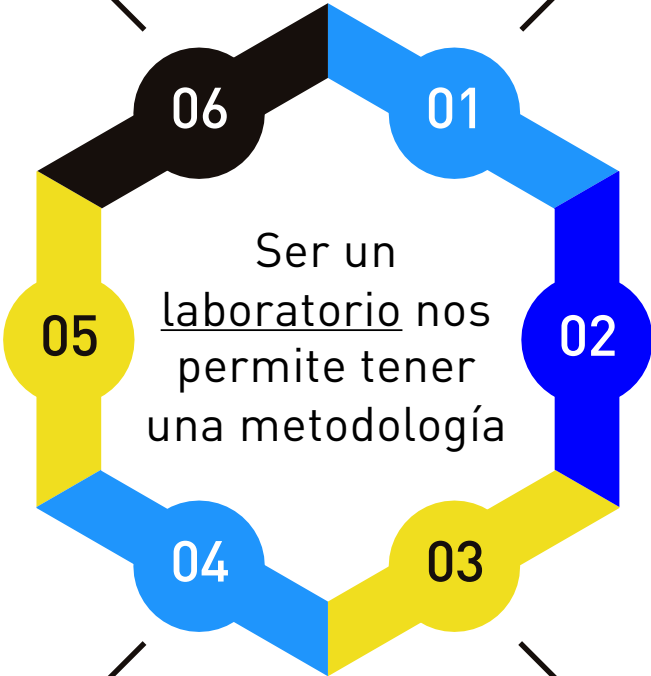 06
01
Ser un
laboratorio nos
permite tener
una metodología
05
02
04
03